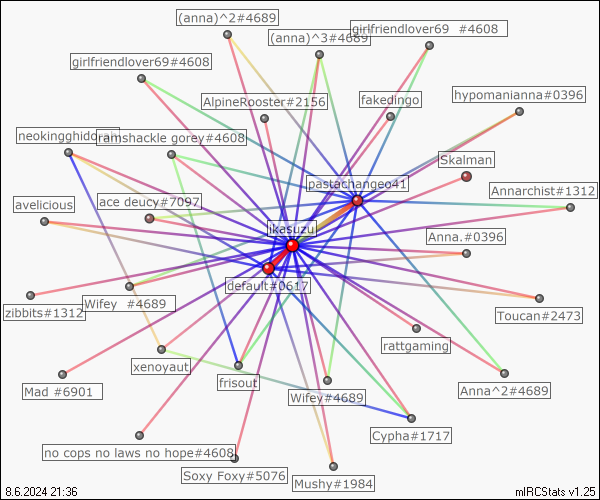 (anna)^2#4689
(anna)^3#4689
girlfriendlover69 #4608
girlfriendlover69#4608
AlpineRooster#2156
fakedingo
hypomanianna#0396
neokingghido
ramshackle gorey#4608
Skalman
pastachangeo41
Annarchist#1312
avelicious
ace deucy#7097
ikasuzu
Anna.#0396
default#0617
zibbits#1312
Wifey #4689
Toucan#2473
rattgaming
xenoyaut
frisout
Mad #6901
Wifey#4689
Anna^2#4689
Cypha#1717
no cops no laws no hope#4608
Soxy Foxy#5076
Mushy#1984
8.6.2024 21:36
mIRCStats v1.25